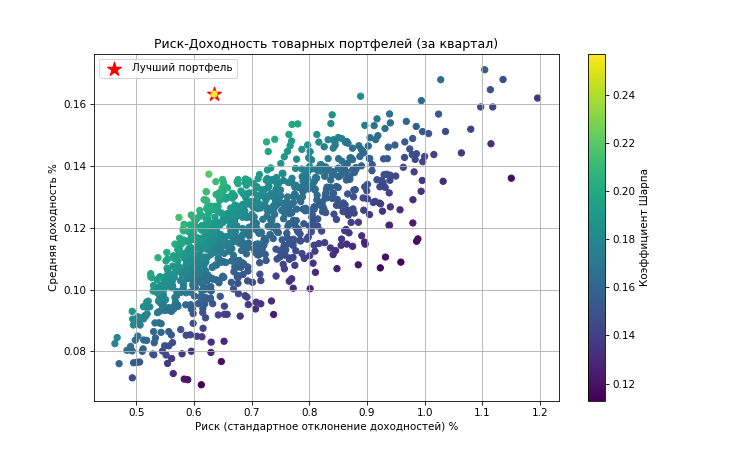 Риск-Доходность товарных портфелей (за квартал)
Лучший портфель
Средняя доходность %
0.16
0.14
0.12
0.10
0.08
0.5 0.6 0.7 0.8 0.9 1.0 1.1 1.2
Риск (стандартное отклонение доходностей) %
0.24
0.22
0.20
0.18
0.16
0.14
0.12
Коэффициент Шарпа